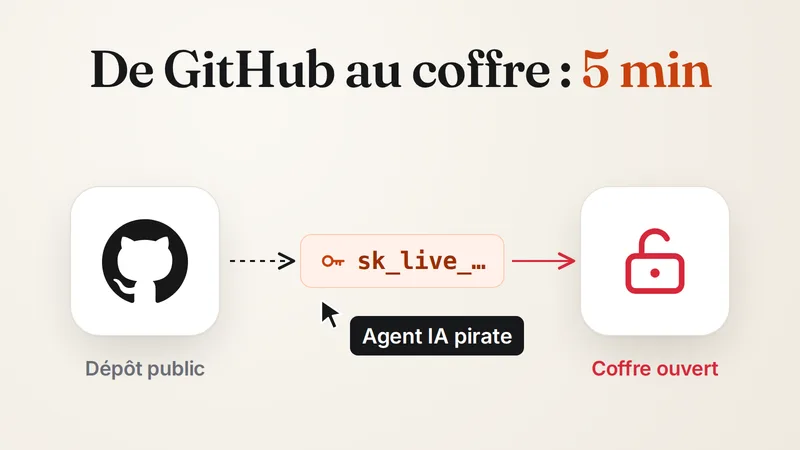 De GitHub au coffre : 5 min
sk_live_…
Agent IA pirate
Dépôt public
Coffre ouvert